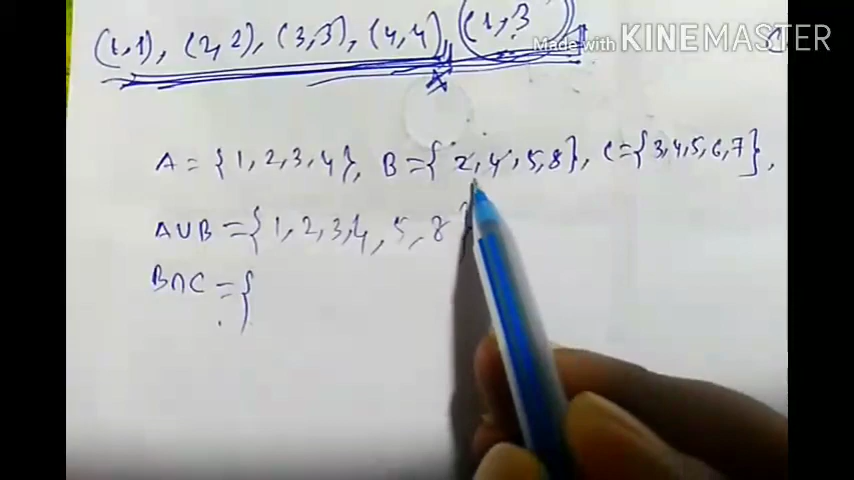 (1,1), (2,2), (3,3), (4,4), (1,3
Made with KINEMASTER
A = {1,2,3,4}, B = {2,4,5,8}, C = {3,4,5,6,7},
A∪B = {1,2,3,4,5,8}
B∩C = {